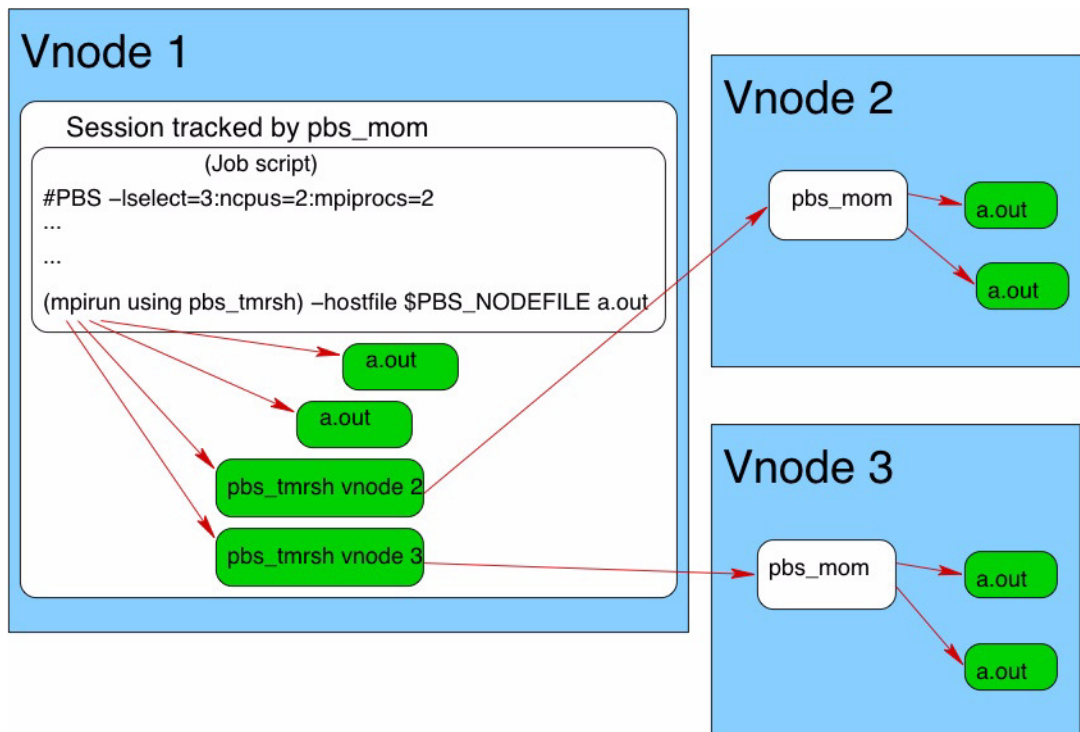 Vnode 1
Session tracked by pbs_mom
(Job script)
#PBS –lselect=3:ncpus=2:mpiprocs=2
...
...
(mpirun using pbs_tmrsh) –hostfile $PBS_NODEFILE a.out
a.out
a.out
pbs_tmrsh vnode 2
pbs_tmrsh vnode 3
Vnode 2
pbs_mom
a.out
a.out
Vnode 3
pbs_mom
a.out
a.out